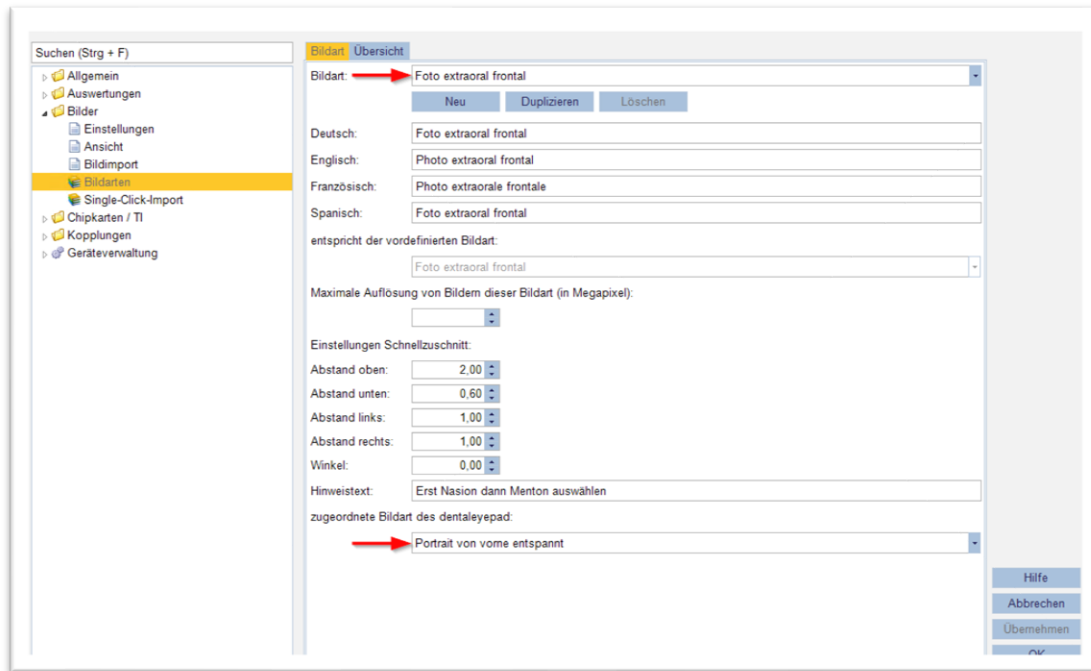 Suchen (Strg + F)
Allgemein
Auswertungen
Bilder
Einstellungen
Ansicht
Bildimport
Bildarten
Single-Click-Import
Chipkarten / TI
Kopplungen
Geräteverwaltung
Bildart Übersicht
Bildart: Foto extraoral frontal
Neu Duplizieren Löschen
Deutsch: Foto extraoral frontal
Englisch: Photo extraoral frontal
Französisch: Photo extraorale frontale
Spanisch: Foto extraoral frontal
entspricht der vordefinierten Bildart:
Foto extraoral frontal
Maximale Auflösung von Bildern dieser Bildart (in Megapixel):
Einstellungen Schnellzuschnitt:
Abstand oben: 2,00
Abstand unten: 0,60
Abstand links: 1,00
Abstand rechts: 1,00
Winkel: 0,00
Hinweistext: Erst Nasion dann Menton auswählen
zugeordnete Bildart des dentaleyepad:
Portrait von vorne entspannt
Hilfe
Abbrechen
Übernehmen
OK